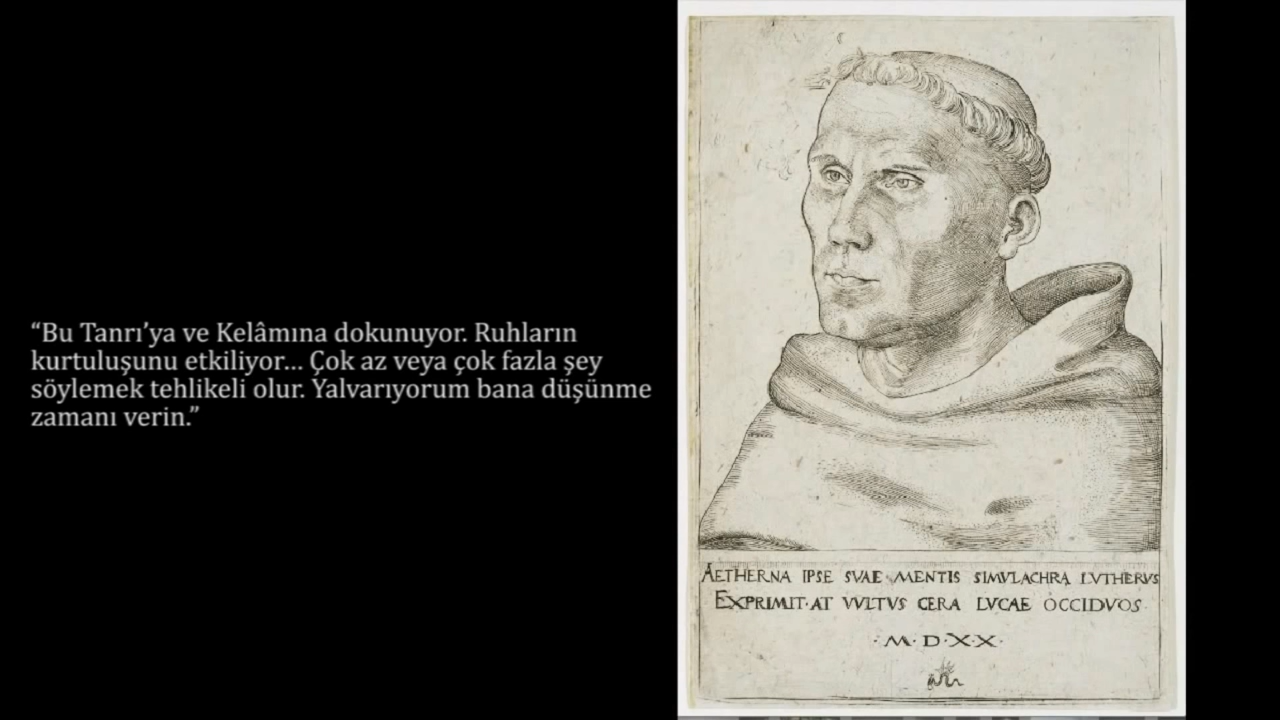 “Bu Tanrı’ya ve Kelâmına dokunuyor. Ruhların
kurtuluşunu etkiliyor... Çok az veya çok fazla şey
söylemek tehlikeli olur. Yalvarıyorum bana düşünme
zamanı verin.”
AETHERNA IPSE SVAE MENTIS SIMVLACHRA LVTHERVS
EXPRIMIT·AT VVLTVS CERA LVCAE OCCIDVOS·
·M·D·X·X·